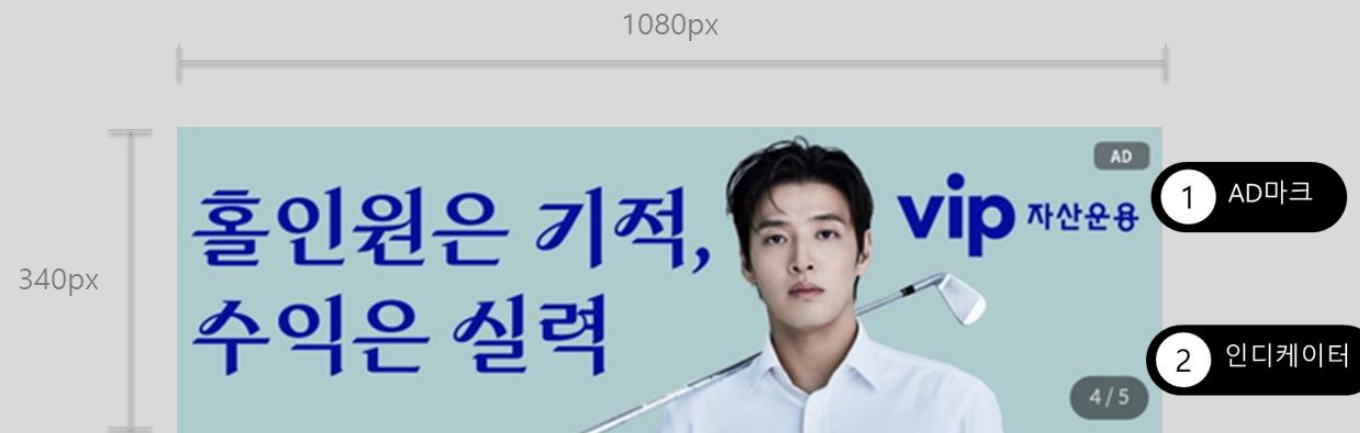 1080px
340px
AD
홀인원은 기적,
수익은 실력
vip 자산운용
4 / 5
1 AD마크
2 인디케이터